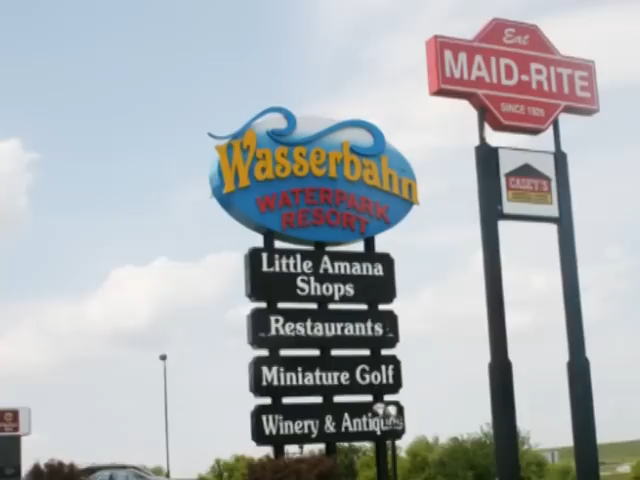 Eat
MAID-RITE
SINCE 1926
CASEY'S
Wasserbahn
WATERPARK
RESORT
Little Amana
Shops
Restaurants
Miniature Golf
Winery & Antiques